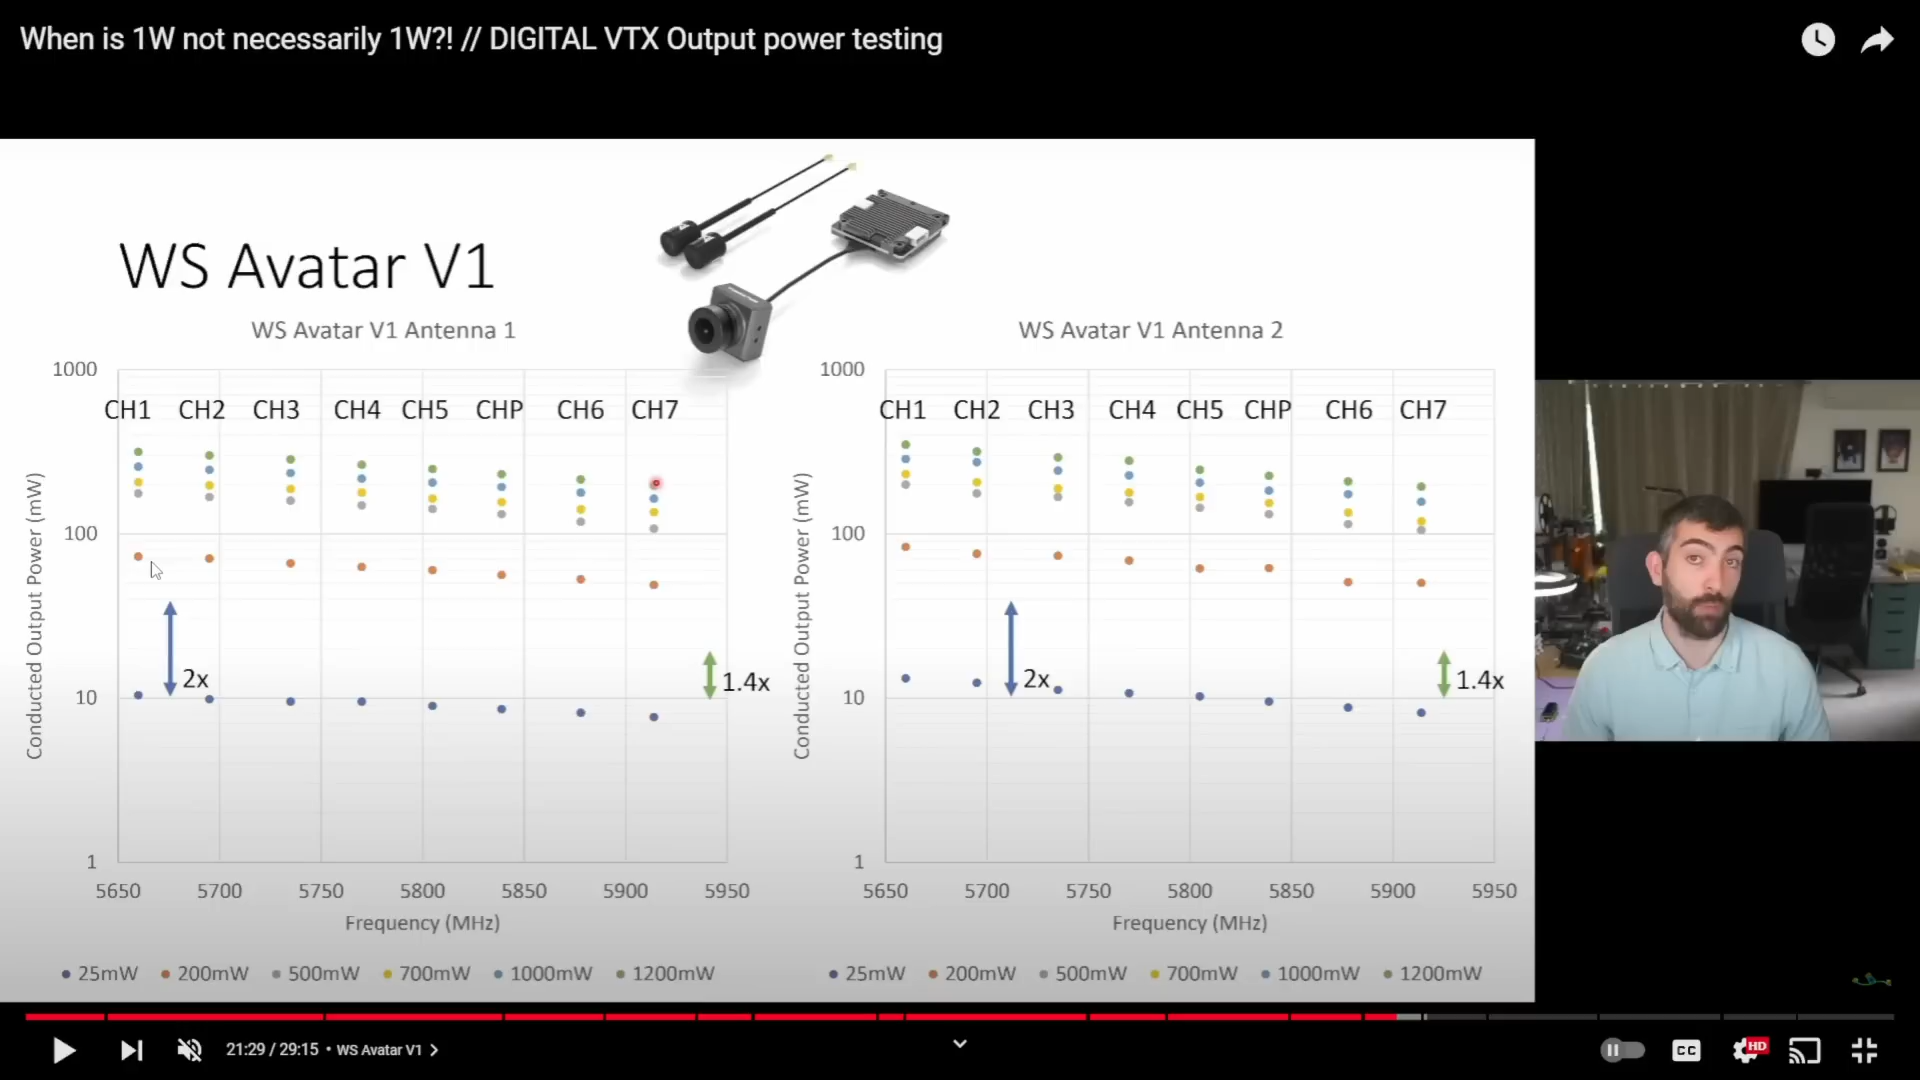 When is 1W not necessarily 1W?! // DIGITAL VTX Output power testing
WS Avatar V1
WS Avatar V1 Antenna 1
1000
CH1 CH2 CH3 CH4 CH5 CHP CH6 CH7
100
10
1
2x
1.4x
Conducted Output Power (mW)
5650 5700 5750 5800 5850 5900 5950
Frequency (MHz)
25mW 200mW 500mW 700mW 1000mW 1200mW
WS Avatar V1 Antenna 2
1000
CH1 CH2 CH3 CH4 CH5 CHP CH6 CH7
100
10
1
2x
1.4x
Conducted Output Power (mW)
5650 5700 5750 5800 5850 5900 5950
Frequency (MHz)
25mW 200mW 500mW 700mW 1000mW 1200mW
21:29 / 29:15 • WS Avatar V1
CC
HD